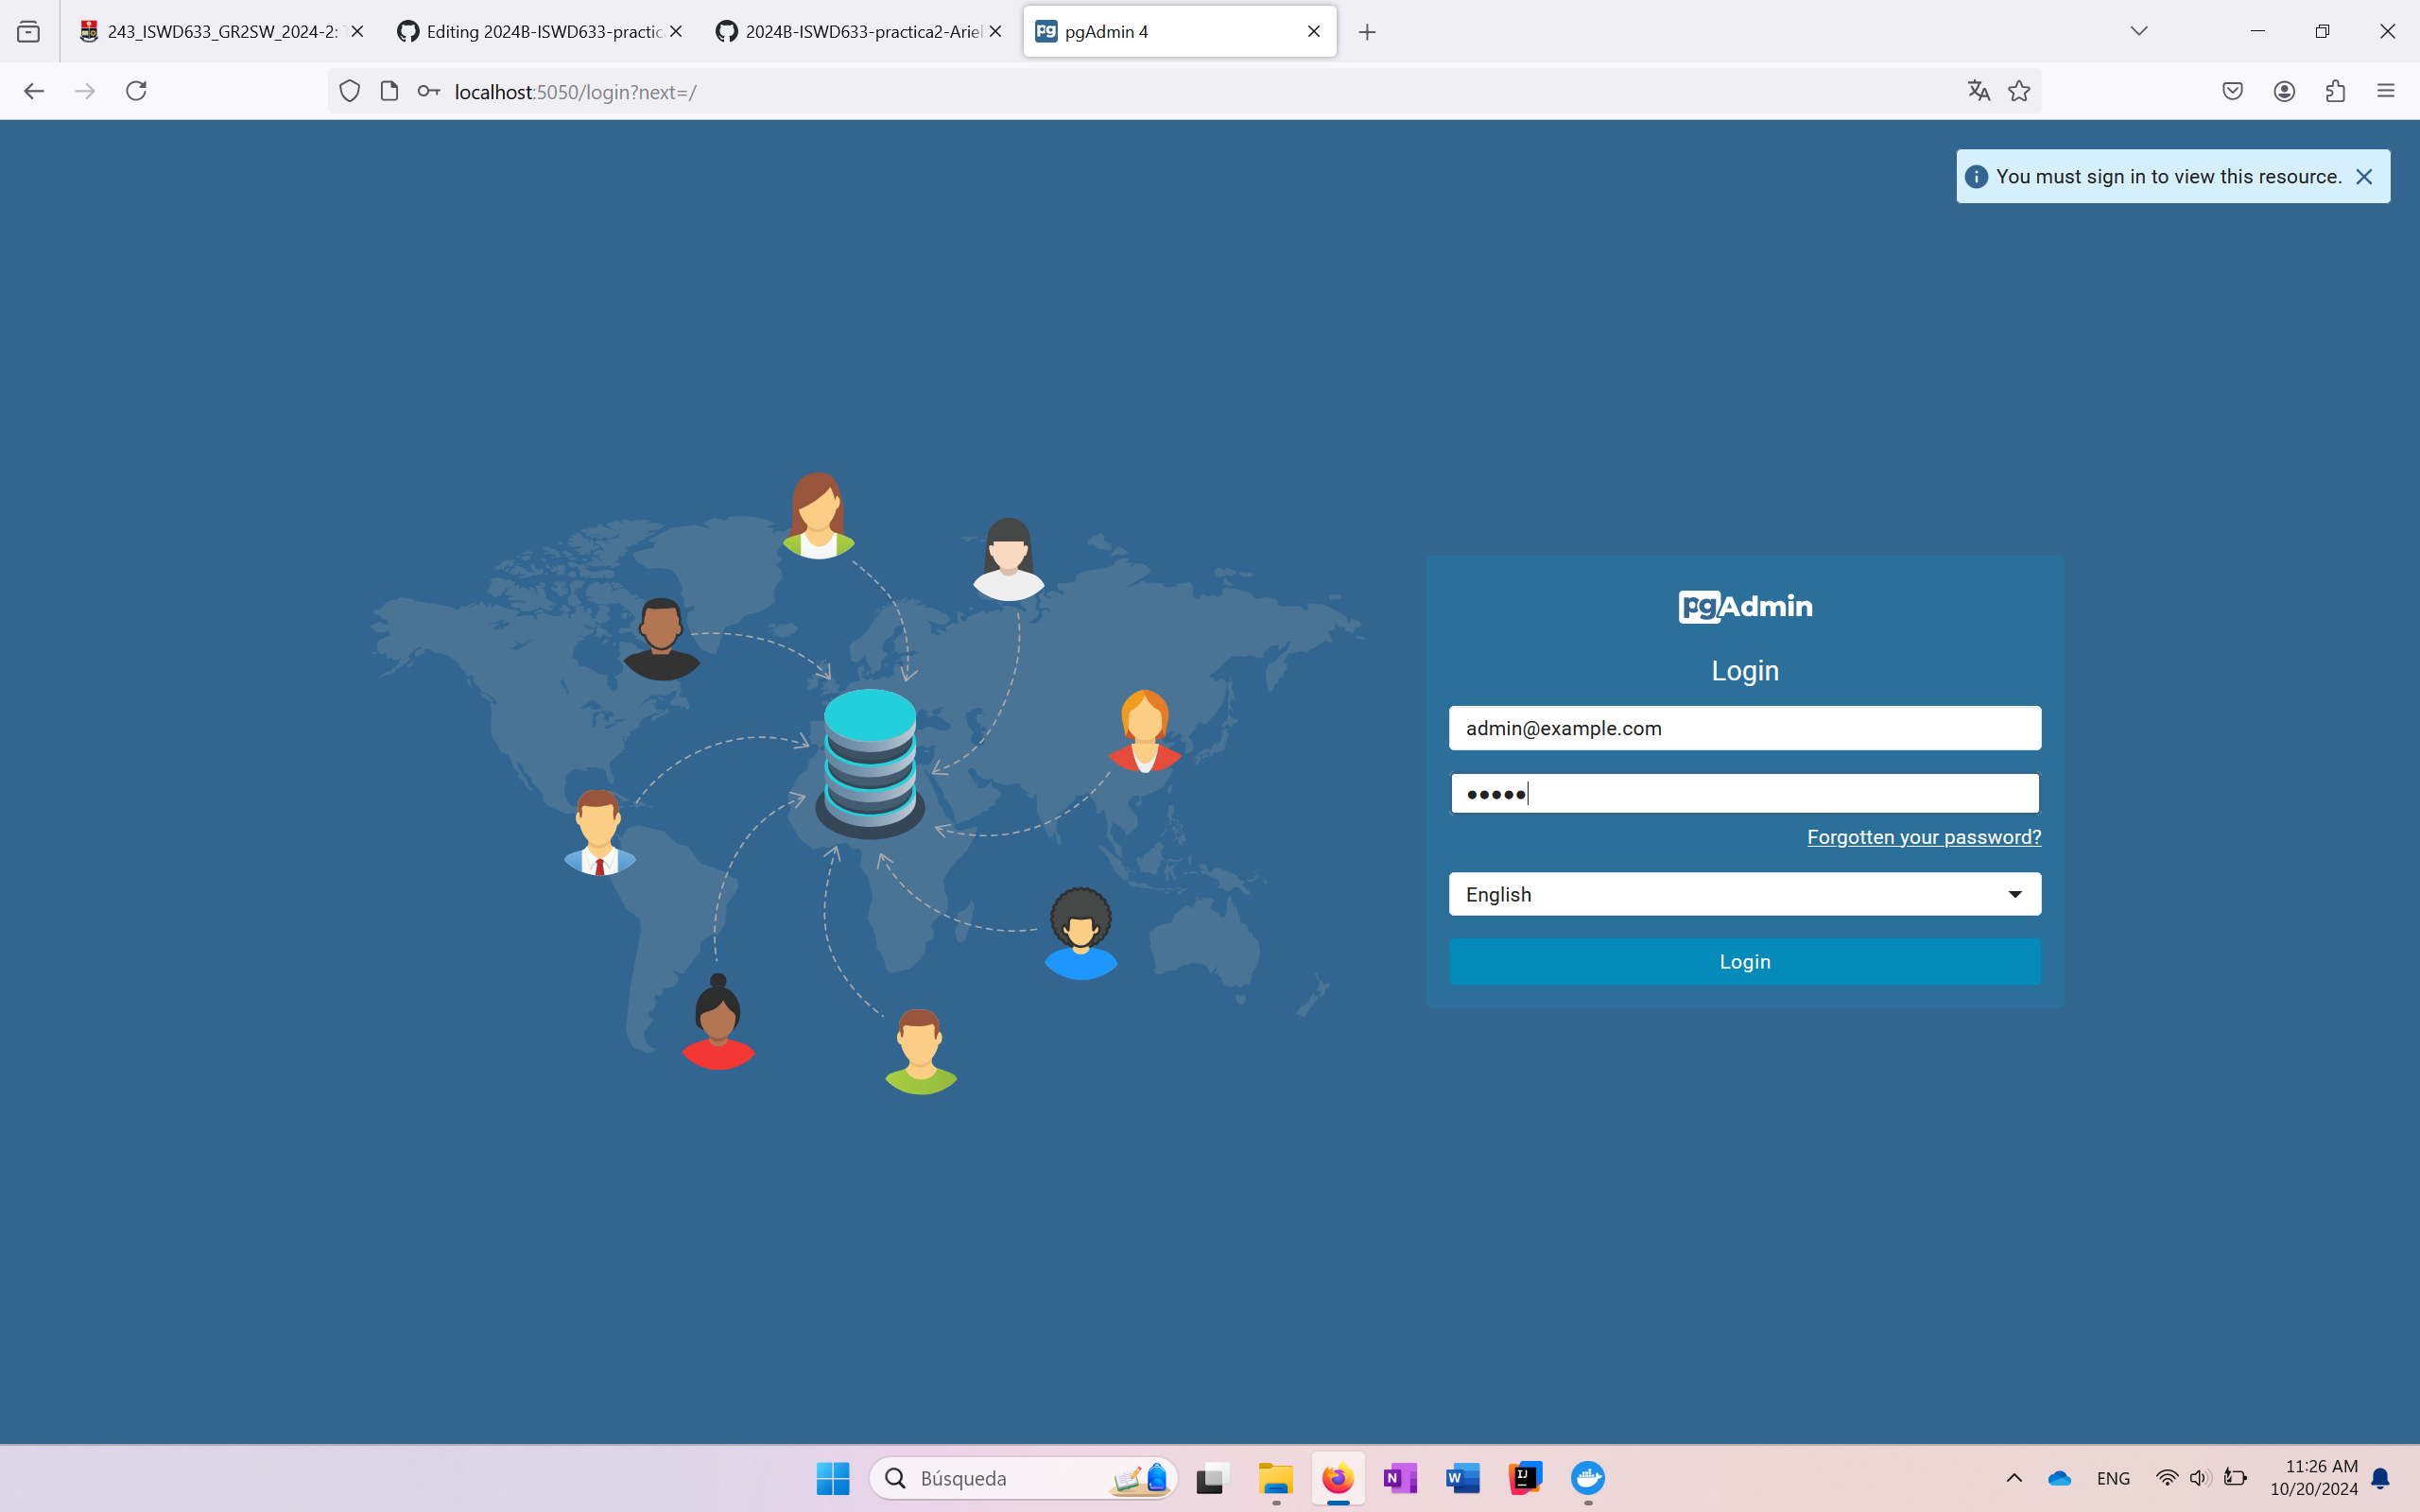 243_ISWD633_GR2SW_2024-2:
Editing 2024B-ISWD633-practic
2024B-ISWD633-practica2-Ariel
pgAdmin 4
localhost:5050/login?next=/
You must sign in to view this resource.
pgAdmin
Login
admin@example.com
•••••
Forgotten your password?
English
Login
Búsqueda
ENG
11:26 AM
10/20/2024